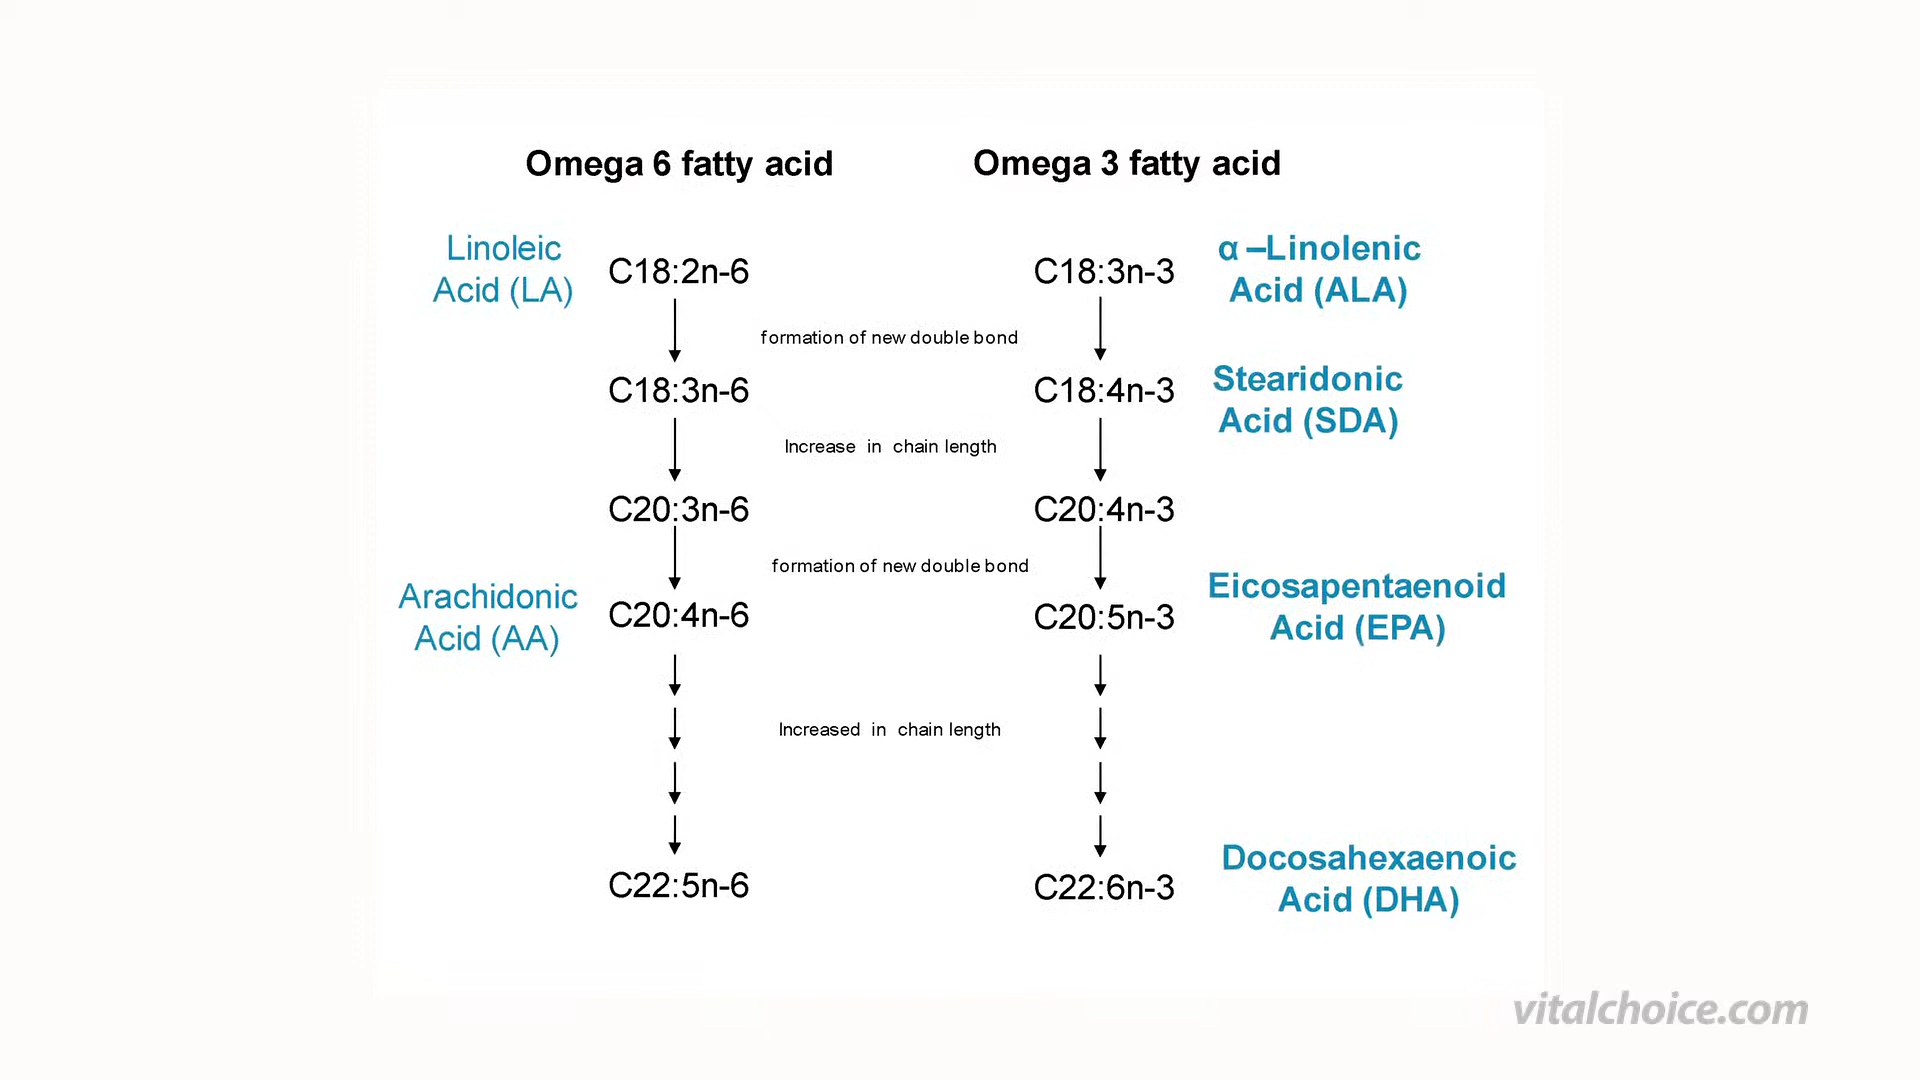 Omega 6 fatty acid
Omega 3 fatty acid
Linoleic
Acid (LA)
C18:2n-6
C18:3n-3
α –Linolenic
Acid (ALA)
formation of new double bond
C18:3n-6
C18:4n-3
Stearidonic
Acid (SDA)
Increase in chain length
C20:3n-6
C20:4n-3
formation of new double bond
Arachidonic
Acid (AA)
C20:4n-6
C20:5n-3
Eicosapentaenoid
Acid (EPA)
Increased in chain length
C22:5n-6
C22:6n-3
Docosahexaenoic
Acid (DHA)
vitalchoice.com